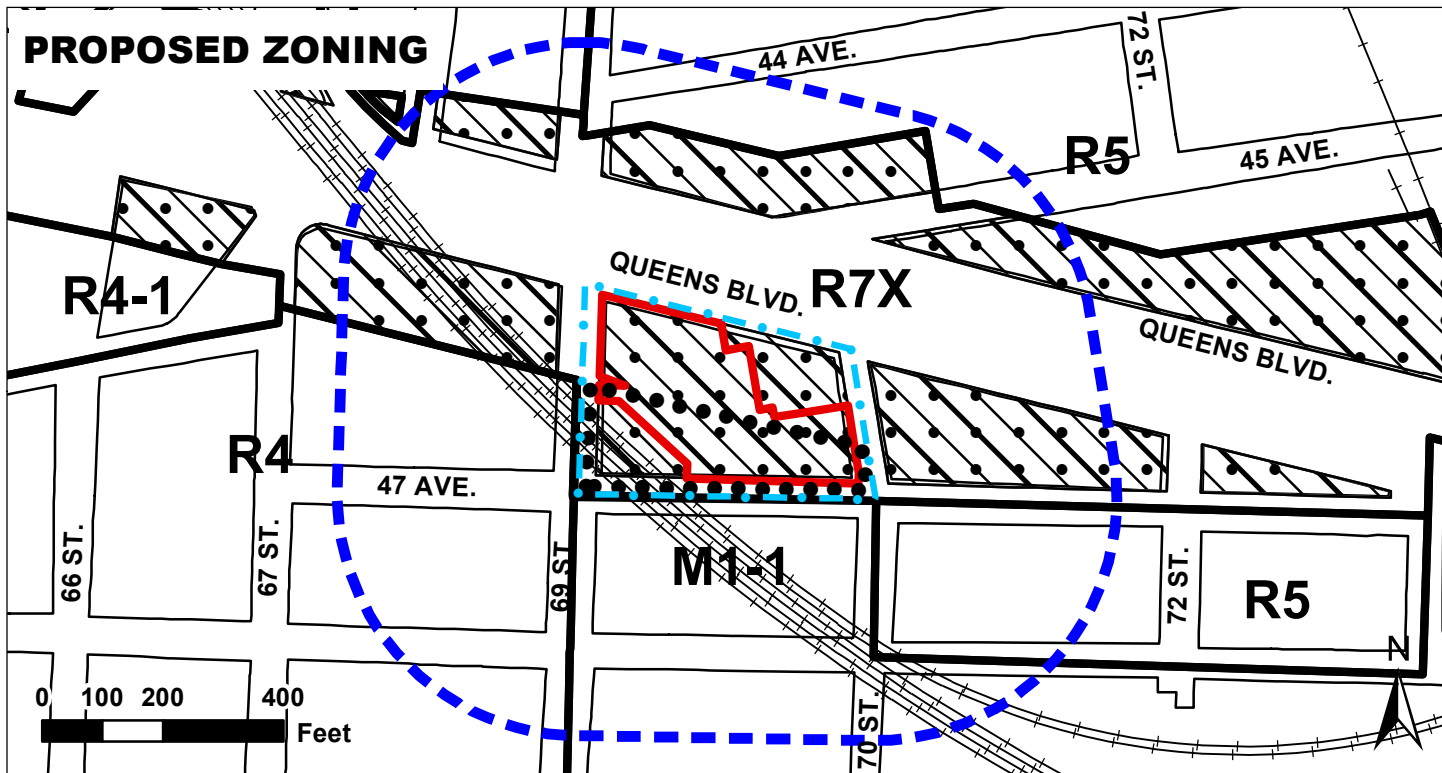 PROPOSED ZONING
44 AVE.
72 ST.
R5
45 AVE.
QUEENS BLVD.
R7X
R4-1
QUEENS BLVD.
R4
47 AVE.
66 ST.
67 ST.
69 ST
M1-1
72 ST.
R5
N
0 100 200 400
Feet
70 ST.